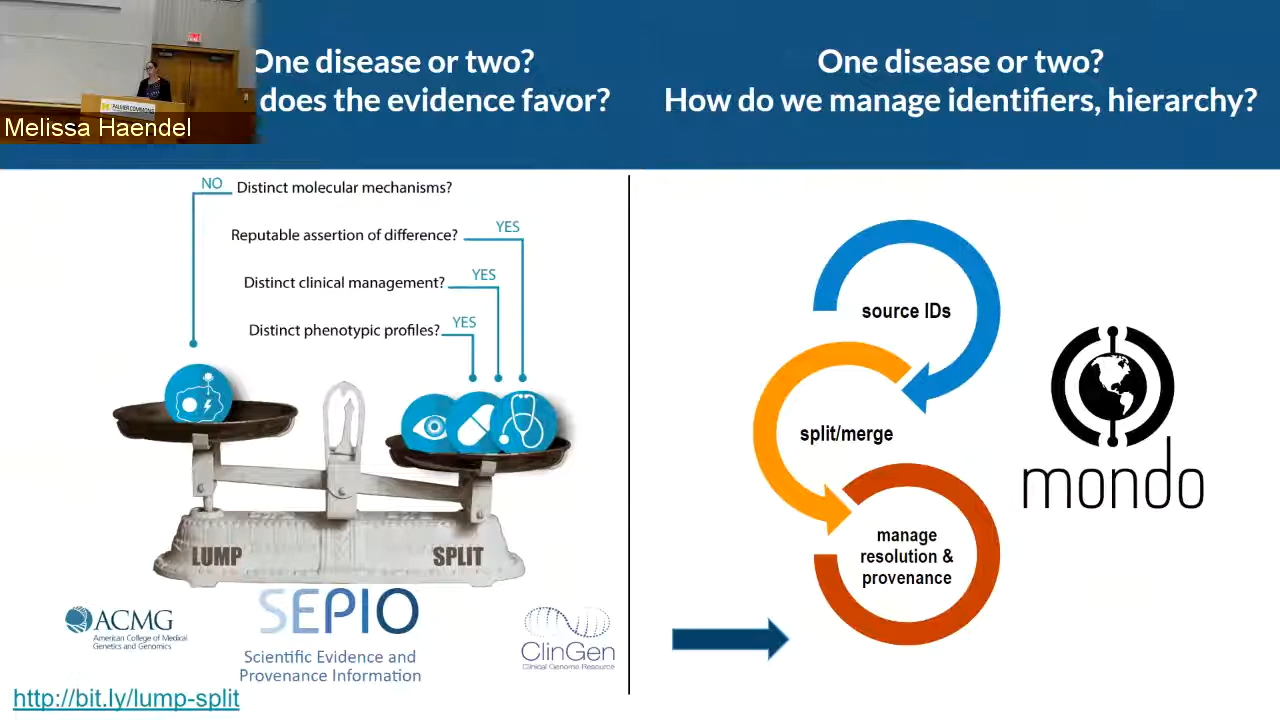 One disease or two?
does the evidence favor?
Melissa Haendel
PALMER COMMONS
NO
Distinct molecular mechanisms?
Reputable assertion of difference?
YES
Distinct clinical management?
YES
Distinct phenotypic profiles?
YES
LUMP
SPLIT
ACMG
American College of Medical
Genetics and Genomics
SEPIO
Scientific Evidence and
Provenance Information
ClinGen
Clinical Genome Resource
http://bit.ly/lump-split
One disease or two?
How do we manage identifiers, hierarchy?
source IDs
split/merge
manage
resolution &
provenance
mondo